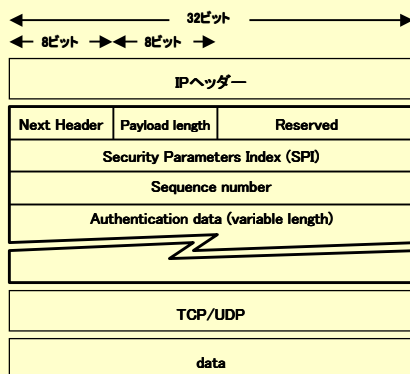 32ビット
8ビット 8ビット
IPヘッダー
Next Header Payload length Reserved
Security Parameters Index (SPI)
Sequence number
Authentication data (variable length)
TCP/UDP
data